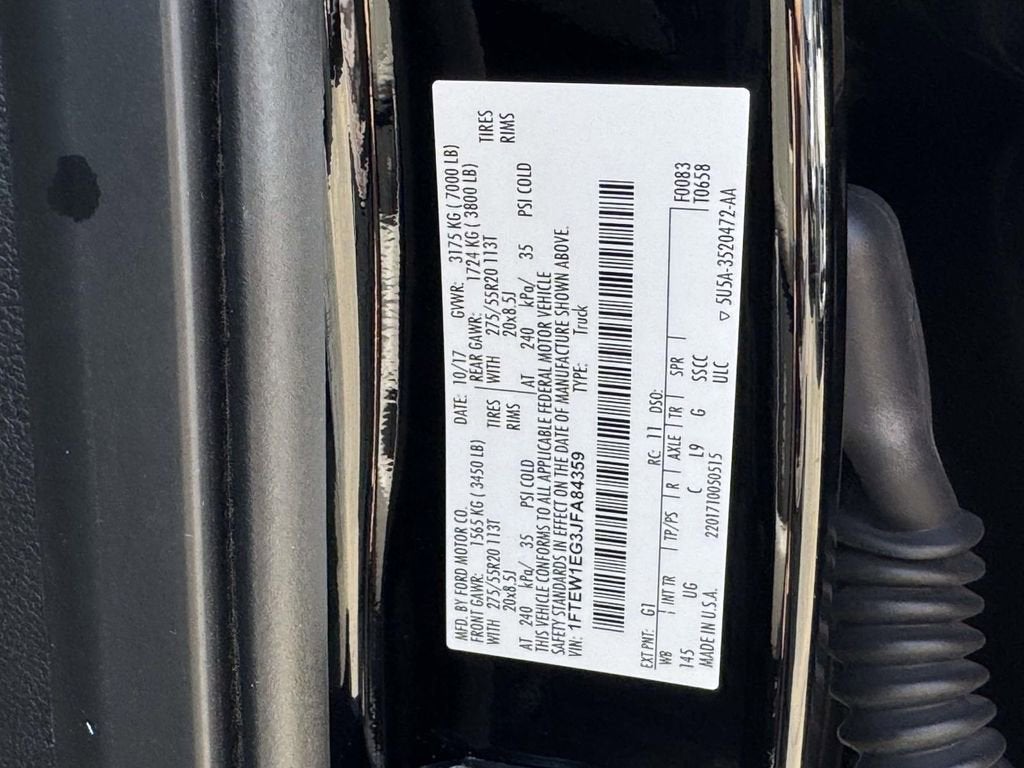 MFD. BY FORD MOTOR CO. DATE: 10/17 GVWR: 3175 KG ( 7000 LB)
FRONT GAWR: 1565 KG ( 3450 LB) REAR GAWR: 1724 KG ( 3800 LB)
WITH 275/55R20 113T TIRES WITH 275/55R20 113T TIRES
20x8.5J RIMS 20x8.5J RIMS
AT 240 kPa/ 35 PSI COLD AT 240 kPa/ 35 PSI COLD
THIS VEHICLE CONFORMS TO ALL APPLICABLE FEDERAL MOTOR VEHICLE
SAFETY STANDARDS IN EFFECT ON THE DATE OF MANUFACTURE SHOWN ABOVE.
VIN: 1FTEW1EG3JFA84359 TYPE: Truck
EXT PNT: G1 RC: 11 DSO:
WB INT TR TP/PS R AXLE TR SPR F0083
145 UG C L9 G SSCC T0658
MADE IN U.S.A. 2201710050515 ULC ▽ 5U5A-3520472-AA